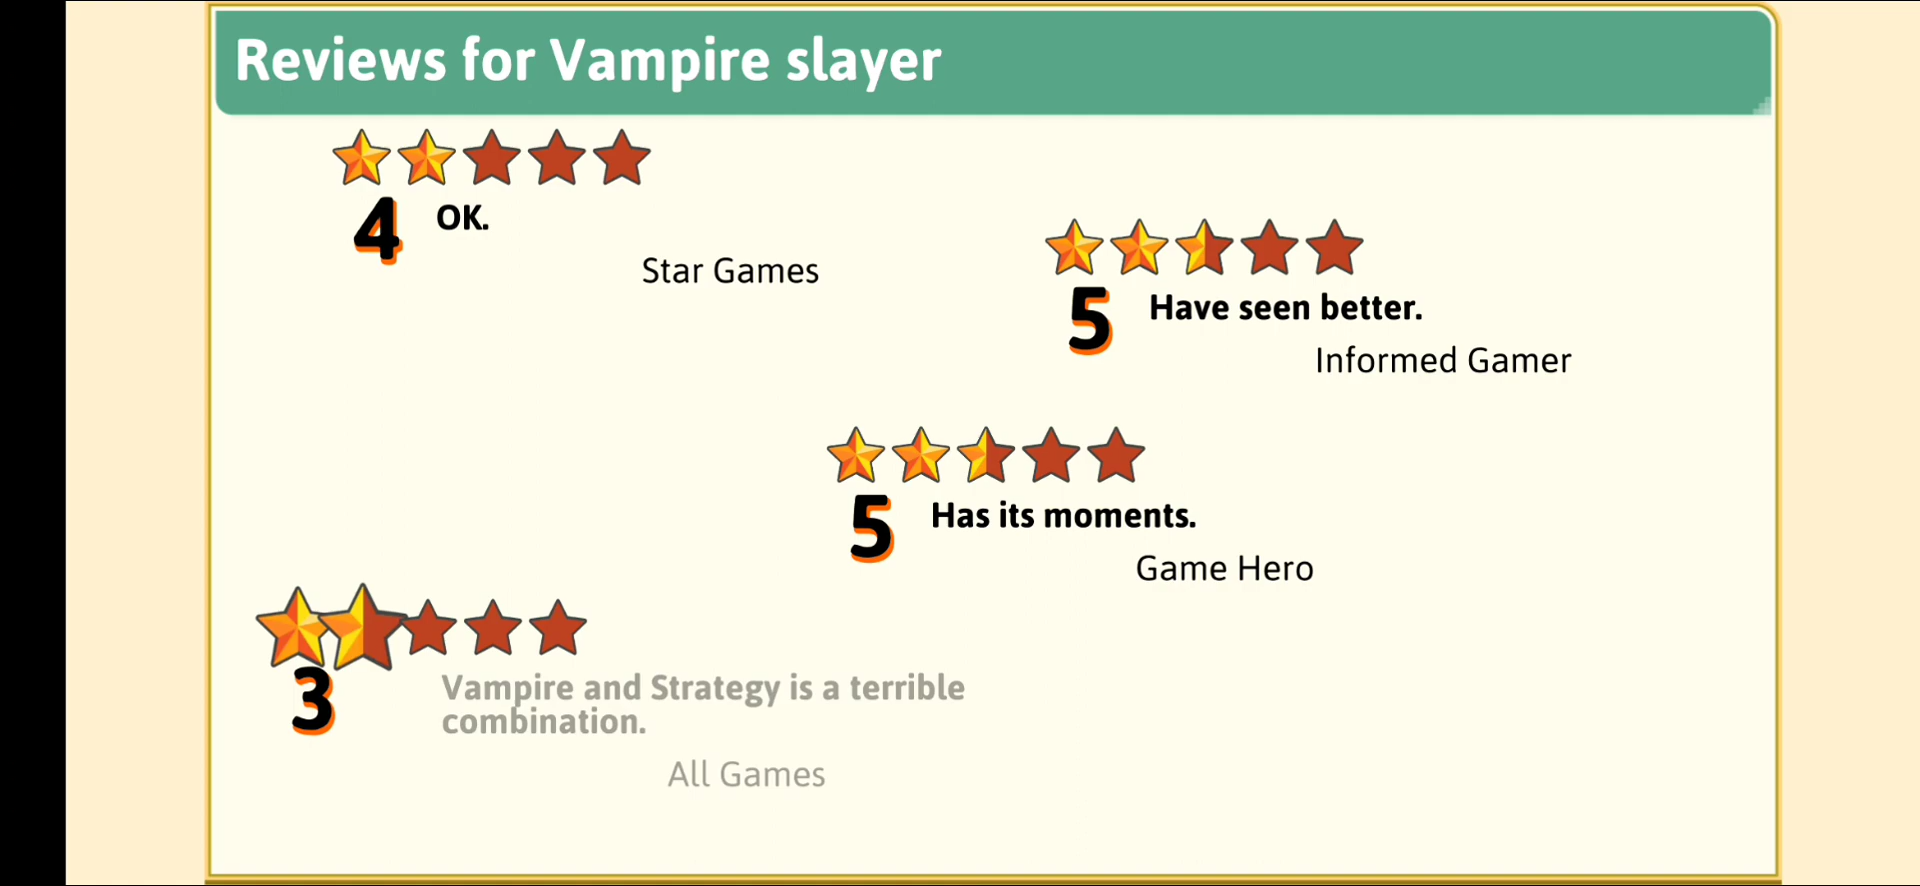 Reviews for Vampire slayer
4 OK.
Star Games
5 Have seen better.
Informed Gamer
5 Has its moments.
Game Hero
3 Vampire and Strategy is a terrible
combination.
All Games